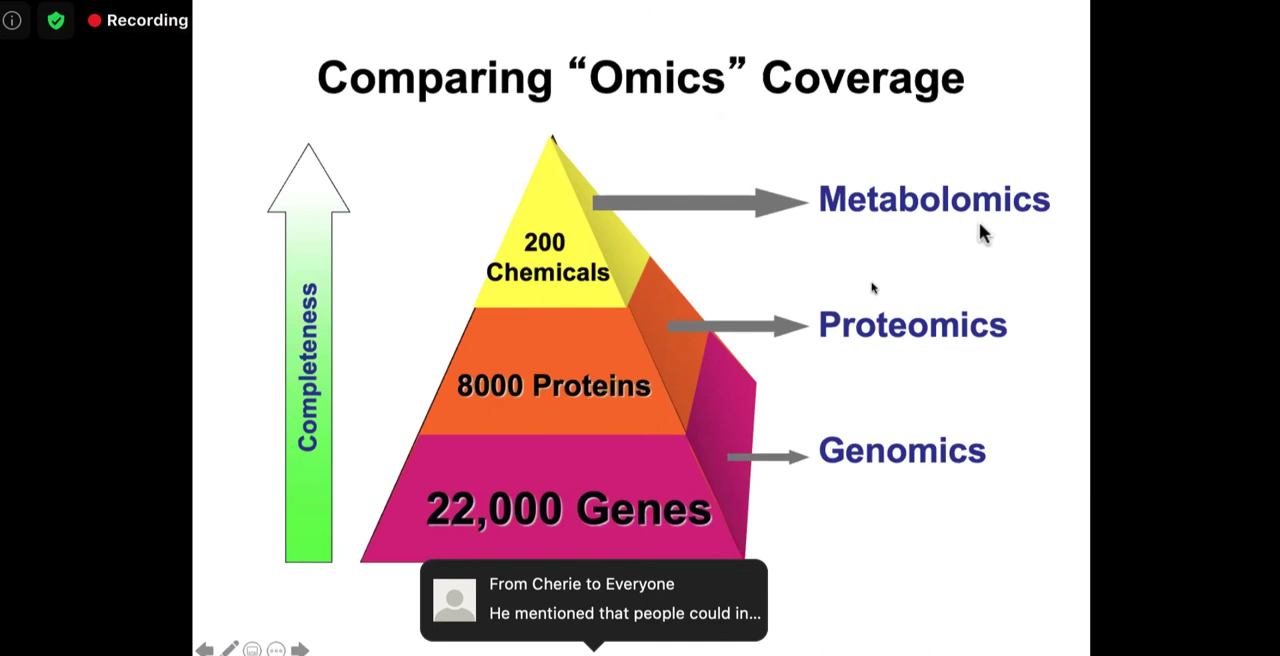 Recording
Comparing “Omics” Coverage
Completeness
200
Chemicals
8000 Proteins
22,000 Genes
Metabolomics
Proteomics
Genomics
From Cherie to Everyone
He mentioned that people could in...